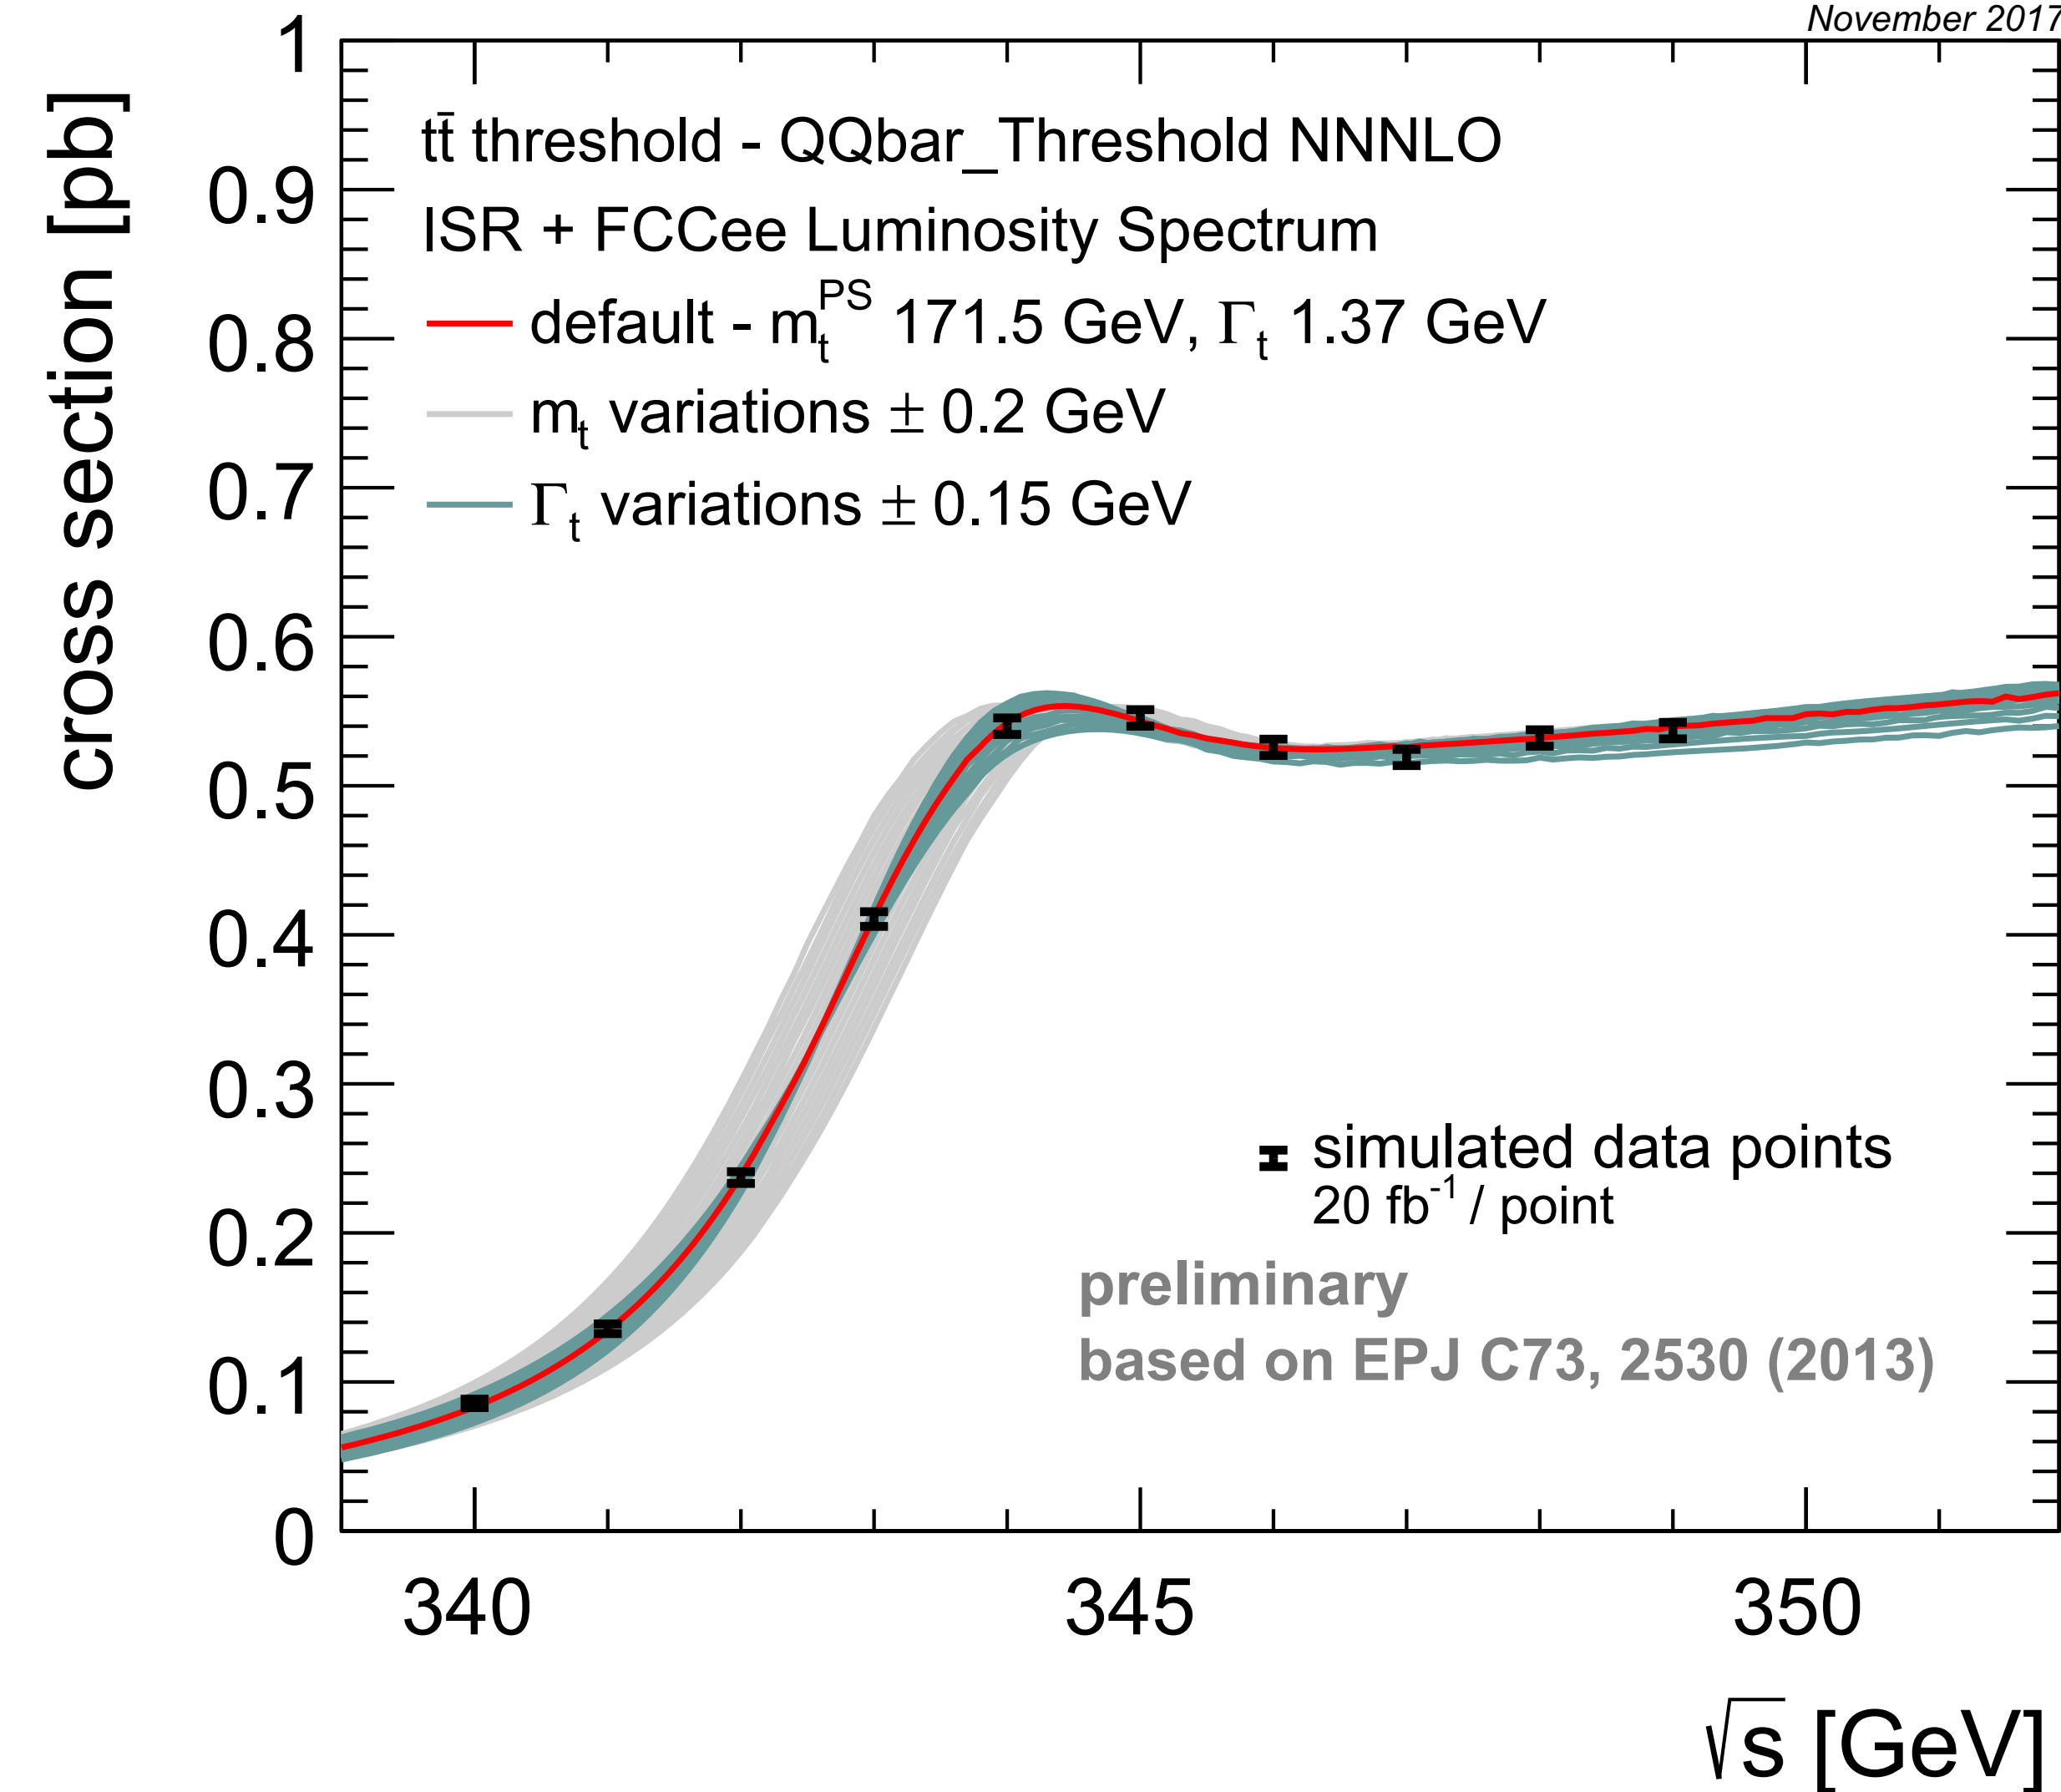 November 2017
1
0.9
0.8
0.7
0.6
0.5
0.4
0.3
0.2
0.1
0
cross section [pb]
tt̄ threshold - QQbar_Threshold NNNLO
ISR + FCCee Luminosity Spectrum
default - m_t^PS 171.5 GeV, Γ_t 1.37 GeV
m_t variations ± 0.2 GeV
Γ_t variations ± 0.15 GeV
simulated data points
20 fb^-1 / point
preliminary
based on EPJ C73, 2530 (2013)
340 345 350
√s [GeV]